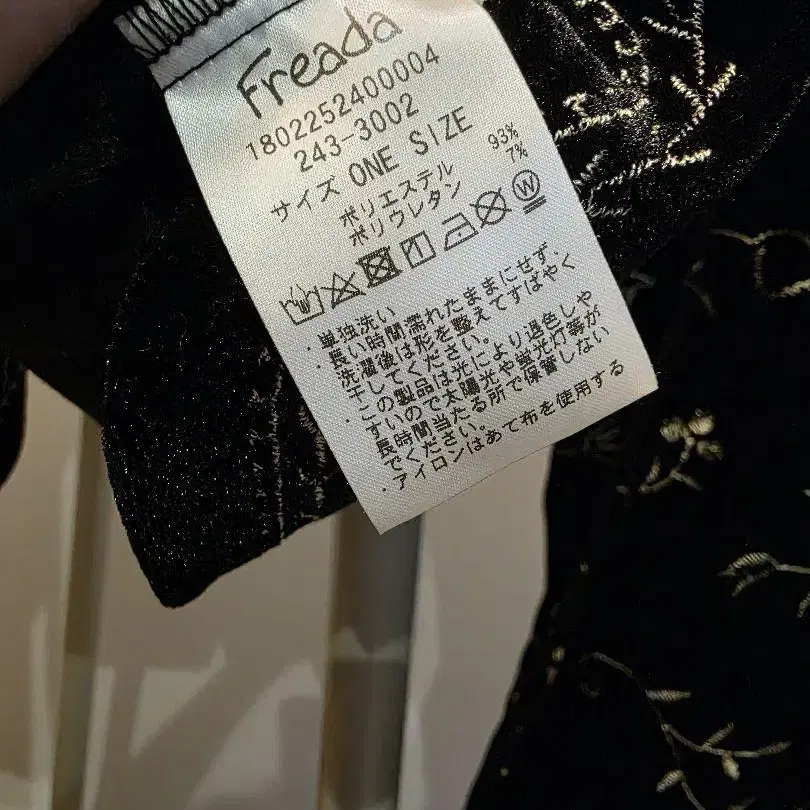 Freada
1802252400004
243-3002
サイズ ONE SIZE
ポリエステル 93%
ポリウレタン 7%
W
・単独洗い
・長い時間濡れたままにせず、
洗濯後は形を整えてすばやく
干してください。
・この製品は光により退色しや
すいので太陽光や蛍光灯等が
長時間当たる所で保管しない
でください。
・アイロンはあて布を使用する